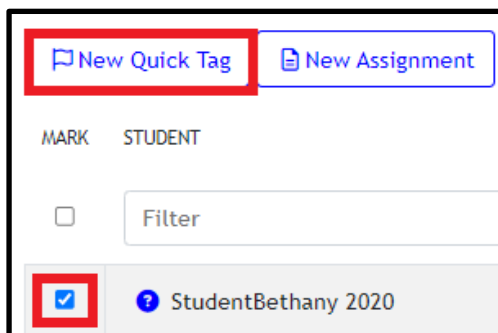 New Quick Tag New Assignment
MARK STUDENT
Filter
StudentBethany 2020